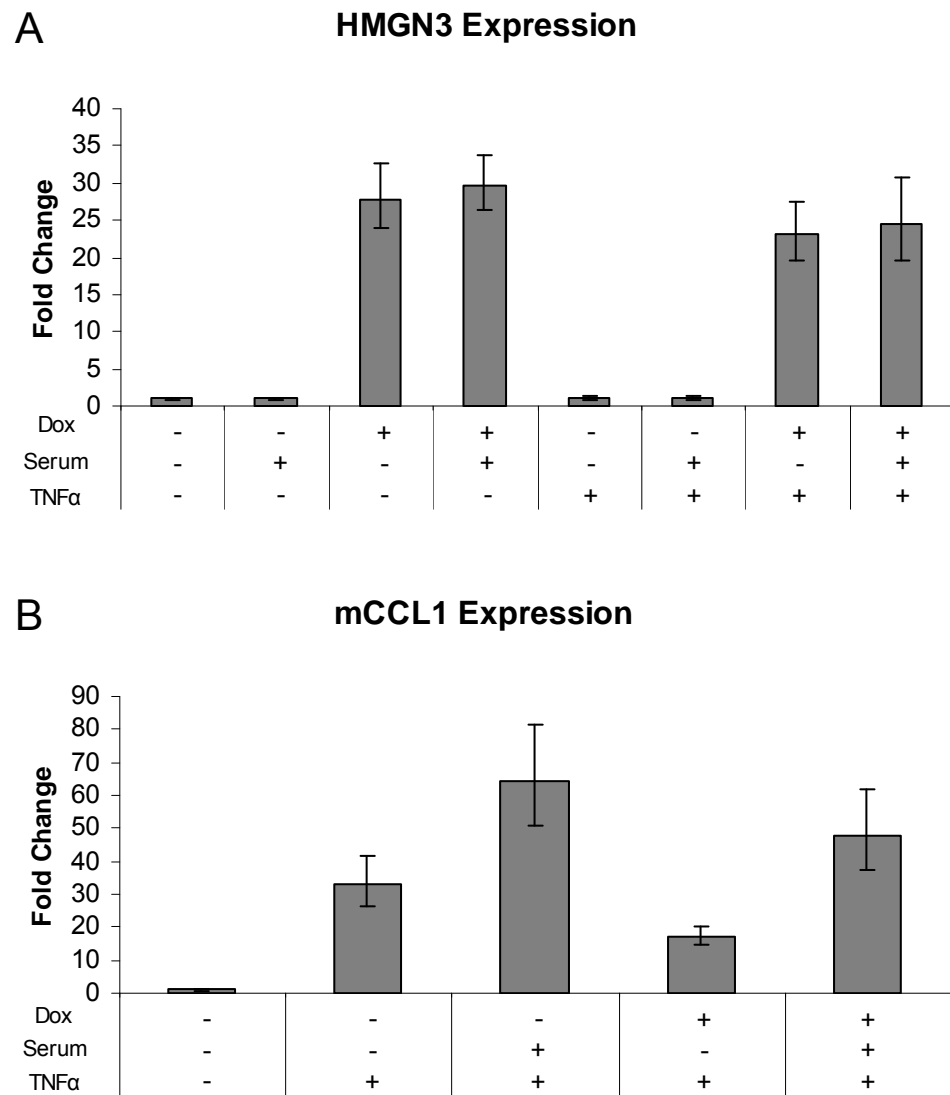 A
HMGN3 Expression
40
35
30
25
20
15
10
5
0
Fold Change
Dox - - + + - - + +
Serum - + - + - + - +
TNFα - - - - + + + +
B
mCCL1 Expression
90
80
70
60
50
40
30
20
10
0
Fold Change
Dox - - - + +
Serum - - + - +
TNFα - + + + +